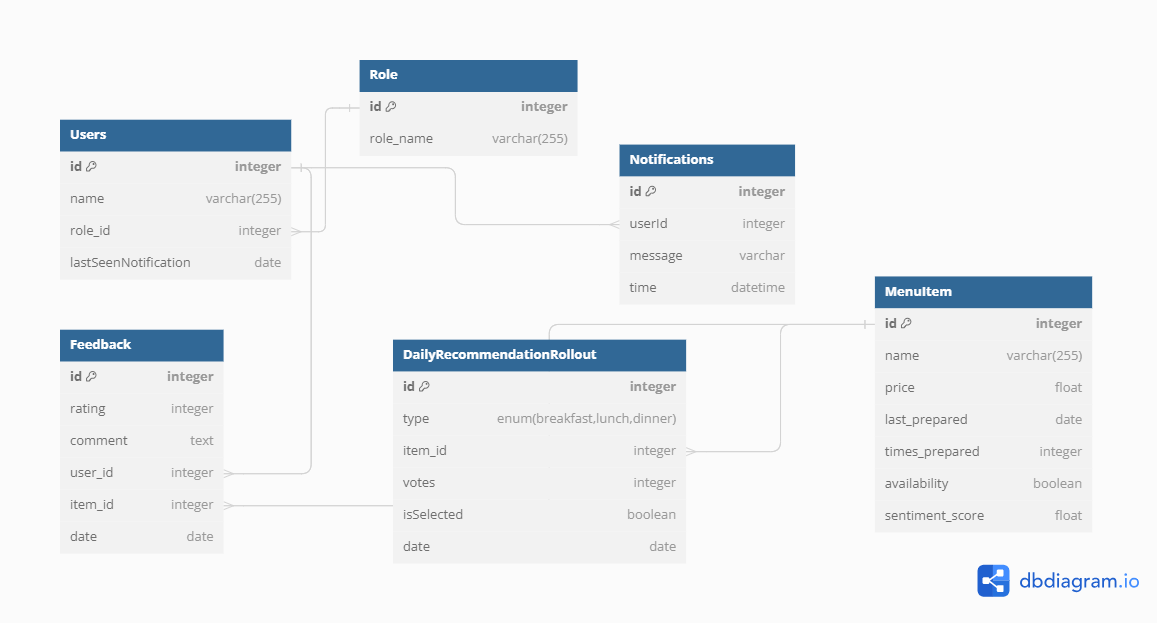 Role
id integer
role_name varchar(255)
Users
id integer
name varchar(255)
role_id integer
lastSeenNotification date
Notifications
id integer
userId integer
message varchar
time datetime
MenuItem
id integer
name varchar(255)
price float
last_prepared date
times_prepared integer
availability boolean
sentiment_score float
Feedback
id integer
rating integer
comment text
user_id integer
item_id integer
date date
DailyRecommendationRollout
id integer
type enum(breakfast,lunch,dinner)
item_id integer
votes integer
isSelected boolean
date date
dbdiagram.io